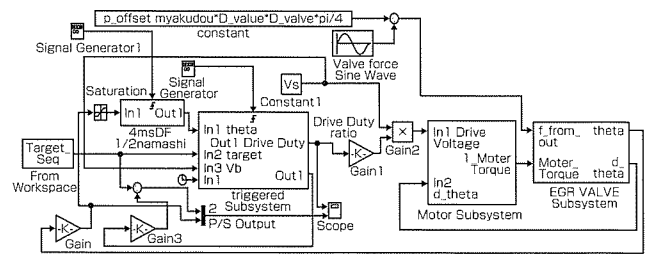 p_offset myakudou*D_value*D_valve*pi/4
constant
Signal Generator1
Valve force
Sine Wave
Signal
Generator
Vs
Constant1
Saturation
In1 Out1
4msDF
1/2namashi
In1 theta
Out1 Drive Duty
In2 target
In3 Vb
In1
Out1
triggered
Subsystem
Drive Duty
ratio
-K-
Gain1
×
Gain2
In1 Drive
Voltage
1_Moter
Torque
In2
d_theta
Motor Subsystem
f_from_ theta
out
Moter_ d_
Torque theta
EGR VALVE
Subsystem
Target_
Seq
From
Workspace
2
P/S Output
Scope
-K-
Gain
-K-
Gain3